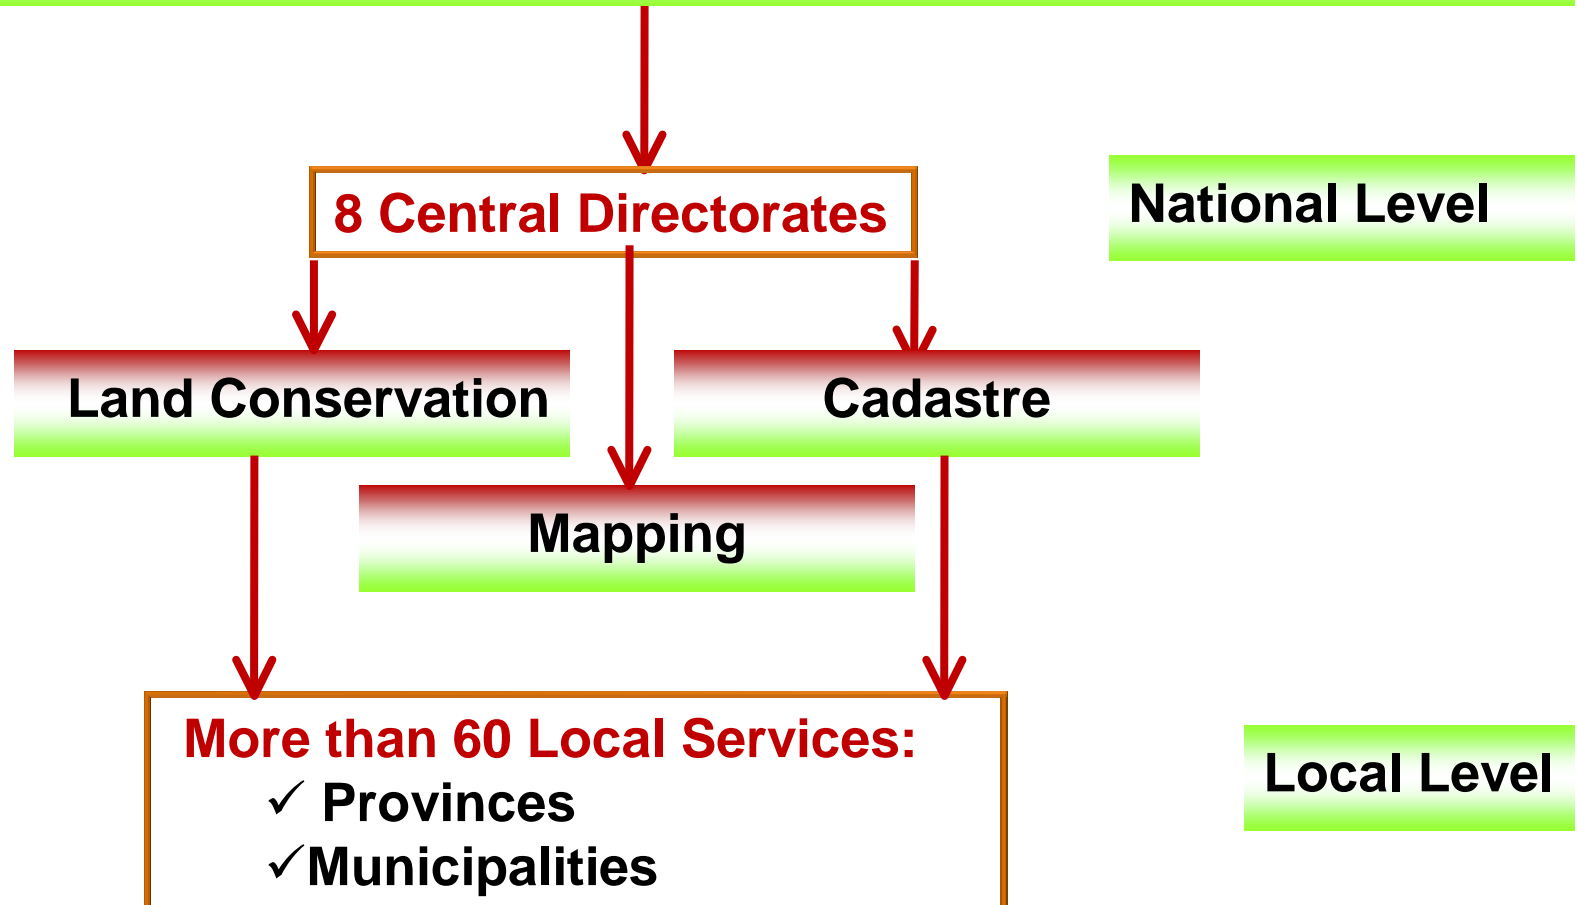 8 Central Directorates
National Level
Land Conservation
Cadastre
Mapping
More than 60 Local Services:
✓ Provinces
✓Municipalities
Local Level